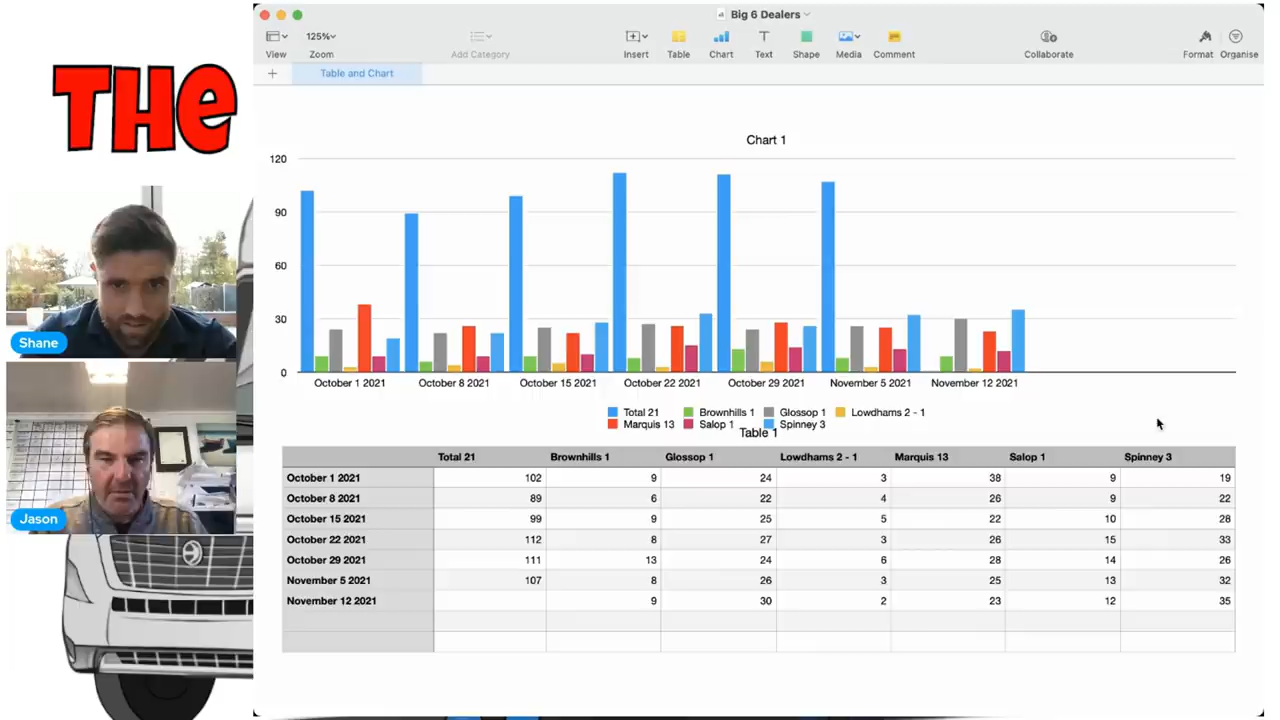 THE
Shane
Jason
Big 6 Dealers
125%
View
Zoom
Add Category
Insert
Table
Chart
Text
Shape
Media
Comment
Collaborate
Format
Organise
+
Table and Chart
Chart 1
120
90
60
30
0
October 1 2021 October 8 2021 October 15 2021 October 22 2021 October 29 2021 November 5 2021 November 12 2021
Total 21 Brownhills 1 Glossop 1 Lowdhams 2 - 1
Marquis 13 Salop 1 Spinney 3
Table 1
Total 21 Brownhills 1 Glossop 1 Lowdhams 2 - 1 Marquis 13 Salop 1 Spinney 3
October 1 2021 102 9 24 3 38 9 19
October 8 2021 89 6 22 4 26 9 22
October 15 2021 99 9 25 5 22 10 28
October 22 2021 112 8 27 3 26 15 33
October 29 2021 111 13 24 6 28 14 26
November 5 2021 107 8 26 3 25 13 32
November 12 2021 9 30 2 23 12 35